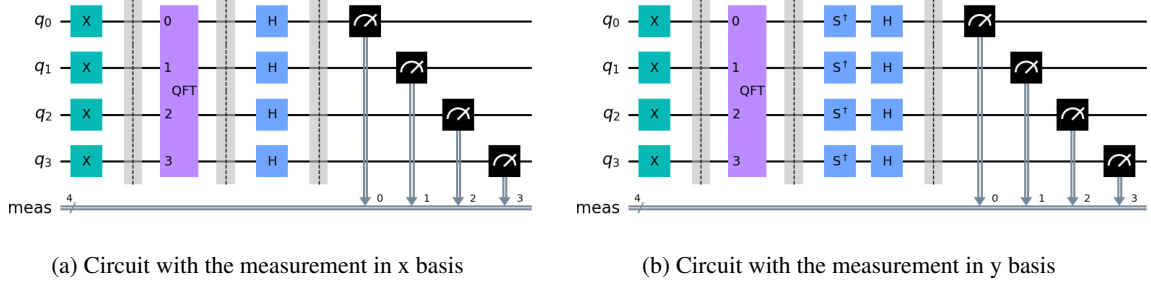 q0 X 0 H
q1 X 1 H
QFT
q2 X 2 H
q3 X 3 H
meas 4 0 1 2 3
(a) Circuit with the measurement in x basis
q0 X 0 S† H
q1 X 1 S† H
QFT
q2 X 2 S† H
q3 X 3 S† H
meas 4 0 1 2 3
(b) Circuit with the measurement in y basis